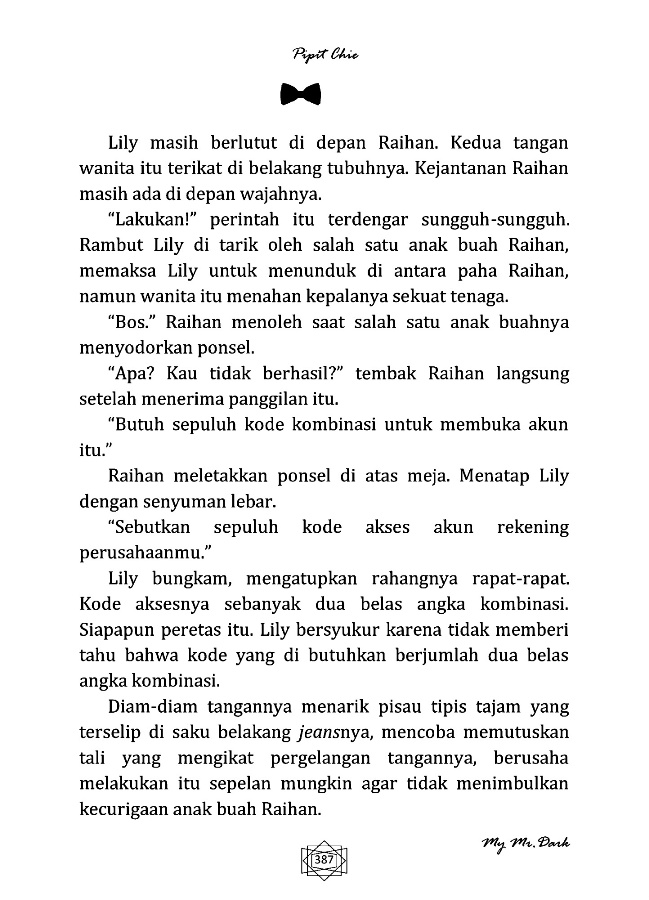 Pipit Chie
Lily masih berlutut di depan Raihan. Kedua tangan
wanita itu terikat di belakang tubuhnya. Kejantanan Raihan
masih ada di depan wajahnya.
“Lakukan!” perintah itu terdengar sungguh-sungguh.
Rambut Lily di tarik oleh salah satu anak buah Raihan,
memaksa Lily untuk menunduk di antara paha Raihan,
namun wanita itu menahan kepalanya sekuat tenaga.
“Bos.” Raihan menoleh saat salah satu anak buahnya
menyodorkan ponsel.
“Apa? Kau tidak berhasil?” tembak Raihan langsung
setelah menerima panggilan itu.
“Butuh sepuluh kode kombinasi untuk membuka akun
itu.”
Raihan meletakkan ponsel di atas meja. Menatap Lily
dengan senyuman lebar.
“Sebutkan sepuluh kode akses akun rekening
perusahaanmu.”
Lily bungkam, mengatupkan rahangnya rapat-rapat.
Kode aksesnya sebanyak dua belas angka kombinasi.
Siapapun peretas itu. Lily bersyukur karena tidak memberi
tahu bahwa kode yang di butuhkan berjumlah dua belas
angka kombinasi.
Diam-diam tangannya menarik pisau tipis tajam yang
terselip di saku belakang jeansnya, mencoba memutuskan
tali yang mengikat pergelangan tangannya, berusaha
melakukan itu sepelan mungkin agar tidak menimbulkan
kecurigaan anak buah Raihan.
My Mr. Dark
387